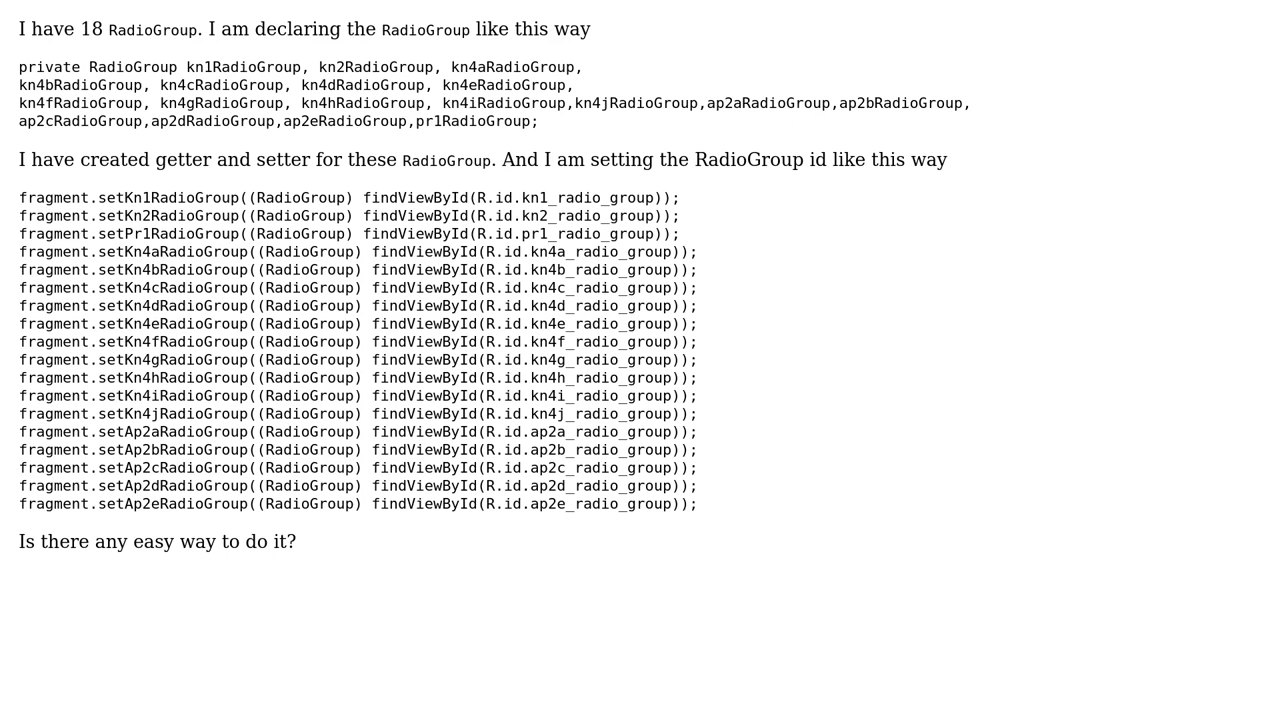 I have 18 RadioGroup. I am declaring the RadioGroup like this way
private RadioGroup kn1RadioGroup, kn2RadioGroup, kn4aRadioGroup,
kn4bRadioGroup, kn4cRadioGroup, kn4dRadioGroup, kn4eRadioGroup,
kn4fRadioGroup, kn4gRadioGroup, kn4hRadioGroup, kn4iRadioGroup,kn4jRadioGroup,ap2aRadioGroup,ap2bRadioGroup,
ap2cRadioGroup,ap2dRadioGroup,ap2eRadioGroup,pr1RadioGroup;
I have created getter and setter for these RadioGroup. And I am setting the RadioGroup id like this way
fragment.setKn1RadioGroup((RadioGroup) findViewById(R.id.kn1_radio_group));
fragment.setKn2RadioGroup((RadioGroup) findViewById(R.id.kn2_radio_group));
fragment.setPr1RadioGroup((RadioGroup) findViewById(R.id.pr1_radio_group));
fragment.setKn4aRadioGroup((RadioGroup) findViewById(R.id.kn4a_radio_group));
fragment.setKn4bRadioGroup((RadioGroup) findViewById(R.id.kn4b_radio_group));
fragment.setKn4cRadioGroup((RadioGroup) findViewById(R.id.kn4c_radio_group));
fragment.setKn4dRadioGroup((RadioGroup) findViewById(R.id.kn4d_radio_group));
fragment.setKn4eRadioGroup((RadioGroup) findViewById(R.id.kn4e_radio_group));
fragment.setKn4fRadioGroup((RadioGroup) findViewById(R.id.kn4f_radio_group));
fragment.setKn4gRadioGroup((RadioGroup) findViewById(R.id.kn4g_radio_group));
fragment.setKn4hRadioGroup((RadioGroup) findViewById(R.id.kn4h_radio_group));
fragment.setKn4iRadioGroup((RadioGroup) findViewById(R.id.kn4i_radio_group));
fragment.setKn4jRadioGroup((RadioGroup) findViewById(R.id.kn4j_radio_group));
fragment.setAp2aRadioGroup((RadioGroup) findViewById(R.id.ap2a_radio_group));
fragment.setAp2bRadioGroup((RadioGroup) findViewById(R.id.ap2b_radio_group));
fragment.setAp2cRadioGroup((RadioGroup) findViewById(R.id.ap2c_radio_group));
fragment.setAp2dRadioGroup((RadioGroup) findViewById(R.id.ap2d_radio_group));
fragment.setAp2eRadioGroup((RadioGroup) findViewById(R.id.ap2e_radio_group));
Is there any easy way to do it?